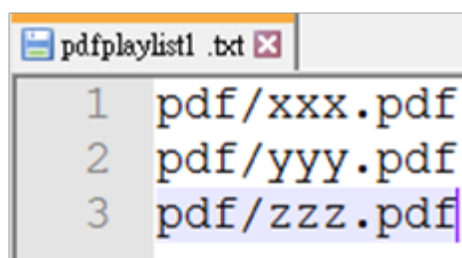 pdfplaylist1 .txt
1 pdf/xxx.pdf
2 pdf/yyy.pdf
3 pdf/zzz.pdf